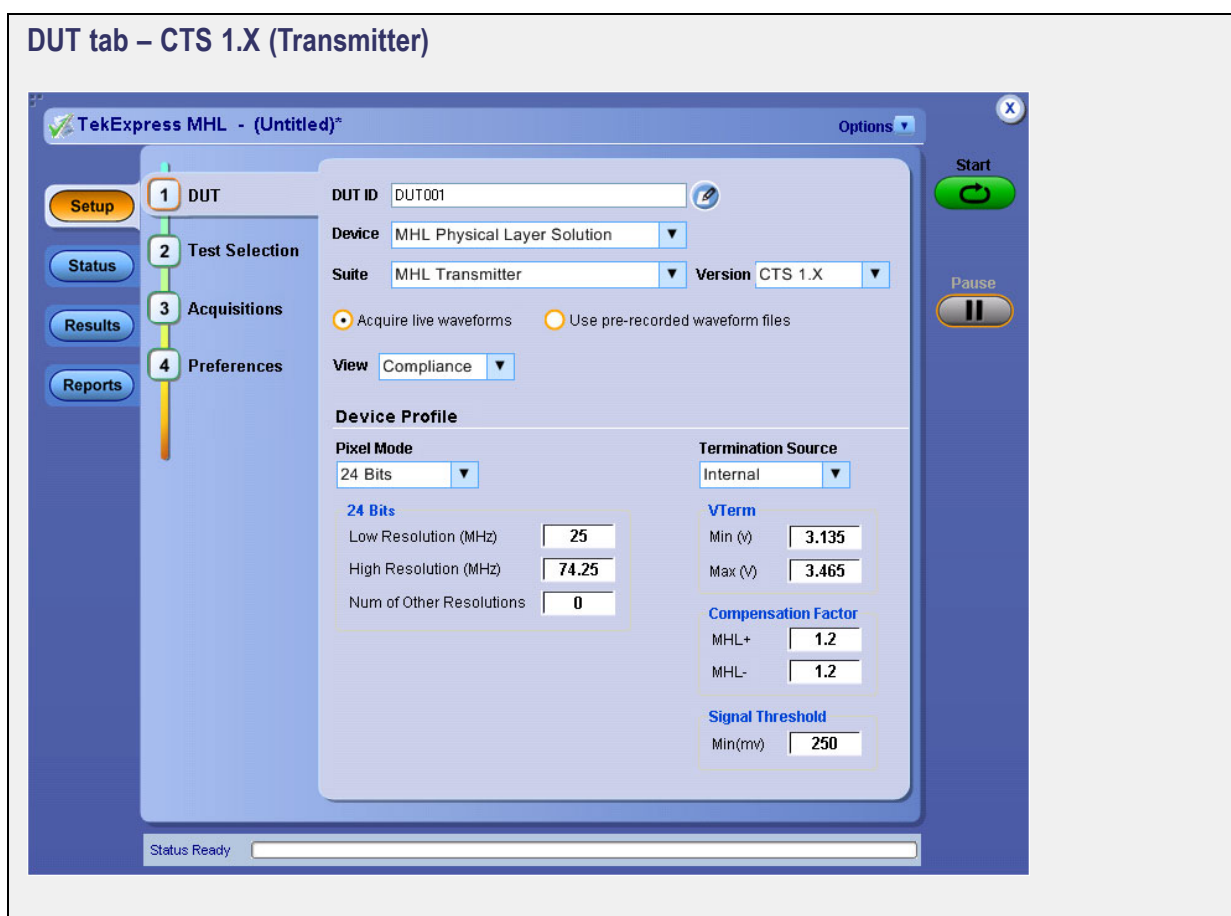 DUT tab – CTS 1.X (Transmitter)
TekExpress MHL - (Untitled)*
Options
X
Setup
Status
Results
Reports
1 DUT
2 Test Selection
3 Acquisitions
4 Preferences
DUT ID DUT001
Device MHL Physical Layer Solution
Suite MHL Transmitter Version CTS 1.X
Acquire live waveforms Use pre-recorded waveform files
View Compliance
Device Profile
Pixel Mode
24 Bits
24 Bits
Low Resolution (MHz) 25
High Resolution (MHz) 74.25
Num of Other Resolutions 0
Termination Source
Internal
VTerm
Min (v) 3.135
Max (V) 3.465
Compensation Factor
MHL+ 1.2
MHL- 1.2
Signal Threshold
Min(mv) 250
Start
Pause
Status Ready